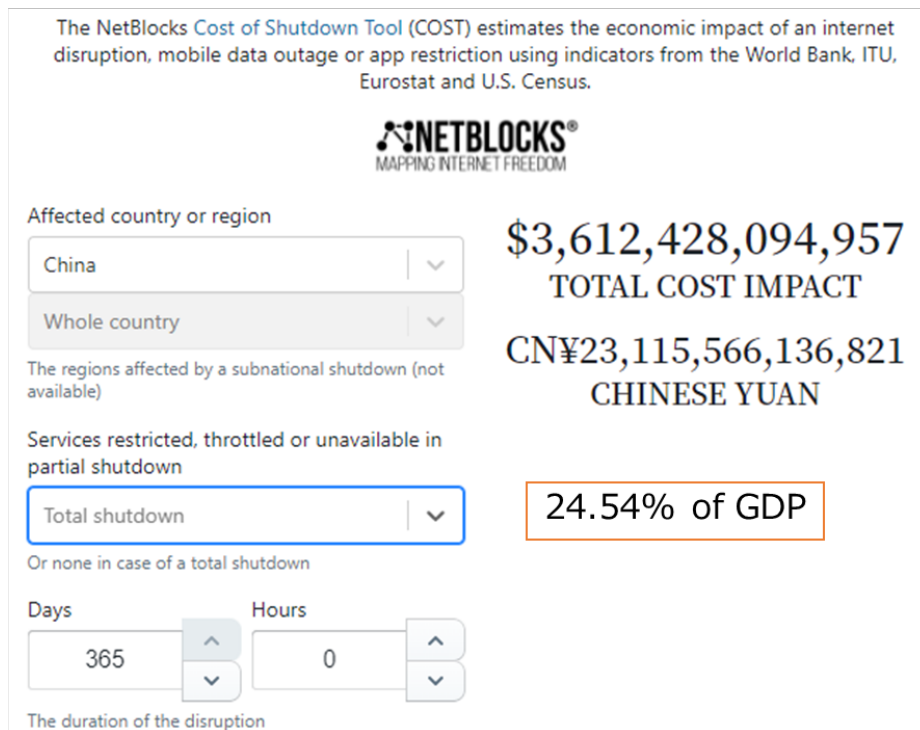 The NetBlocks Cost of Shutdown Tool (COST) estimates the economic impact of an internet
disruption, mobile data outage or app restriction using indicators from the World Bank, ITU,
Eurostat and U.S. Census.
NETBLOCKS®
MAPPING INTERNET FREEDOM
Affected country or region
China
Whole country
The regions affected by a subnational shutdown (not
available)
Services restricted, throttled or unavailable in
partial shutdown
Total shutdown
Or none in case of a total shutdown
Days
Hours
365
0
The duration of the disruption
$3,612,428,094,957
TOTAL COST IMPACT
CN¥23,115,566,136,821
CHINESE YUAN
24.54% of GDP